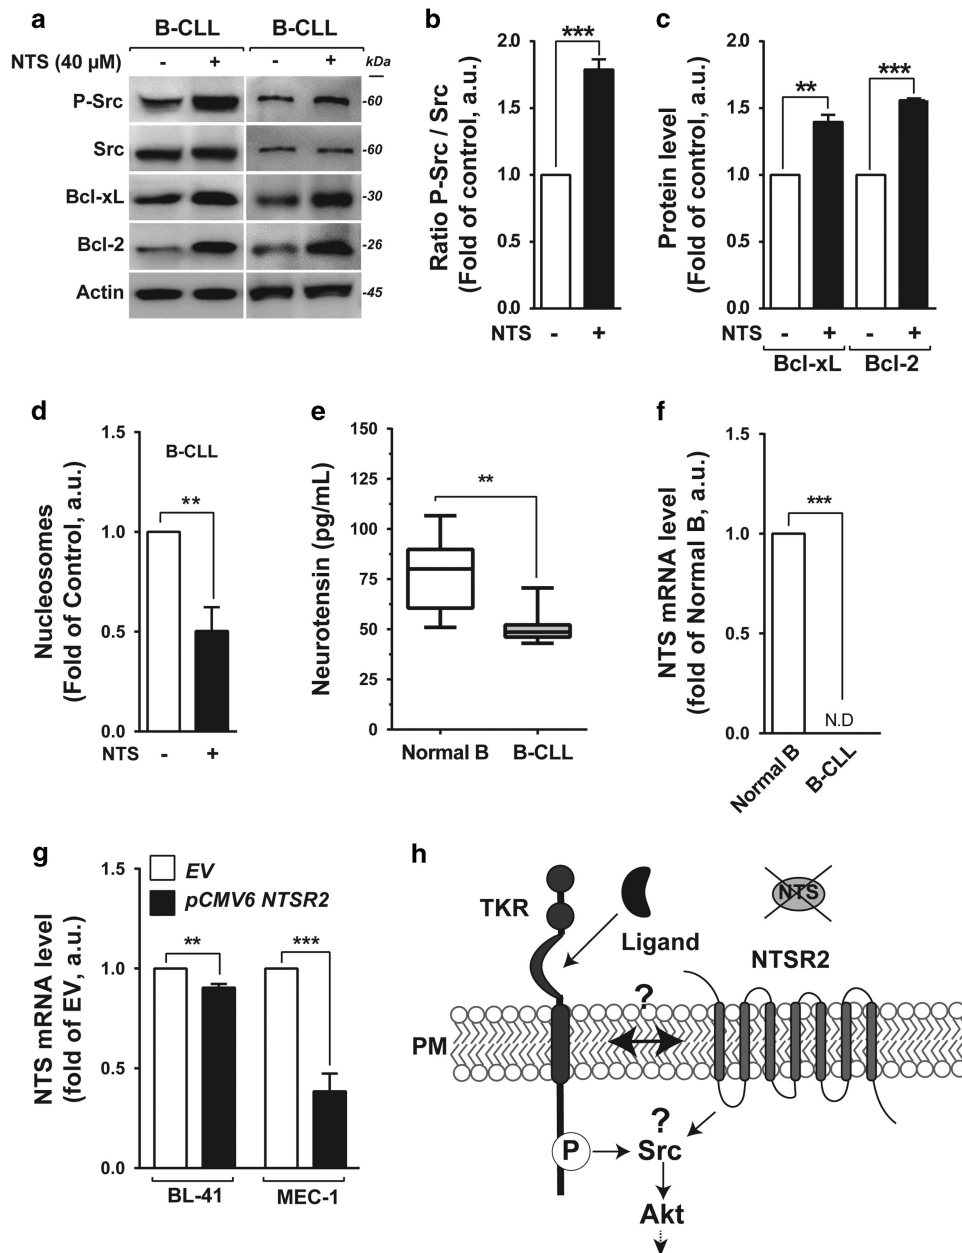 a
B-CLL B-CLL
NTS (40 µM) - + - + kDa
P-Src -60
Src -60
Bcl-xL -30
Bcl-2 -26
Actin -45
b
Ratio P-Src / Src
(Fold of control, a.u.)
2.0
1.5
1.0
0.5
0.0
***
NTS - +
c
Protein level
(Fold of control, a.u.)
2.0
1.5
1.0
0.5
0.0
** ***
- + - +
Bcl-xL Bcl-2
d
Nucleosomes
(Fold of Control, a.u.)
1.5
1.0
0.5
0.0
B-CLL
**
NTS - +
e
Neurotensin (pg/mL)
150
125
100
75
50
25
0
**
Normal B B-CLL
f
NTS mRNA level
(fold of Normal B, a.u.)
1.5
1.0
0.5
0.0
***
N.D
Normal B B-CLL
g
NTS mRNA level
(fold of EV, a.u.)
1.5
1.0
0.5
0.0
EV
pCMV6 NTSR2
** ***
BL-41 MEC-1
h
TKR
Ligand
NTS
NTSR2
?
PM
?
P Src
Akt